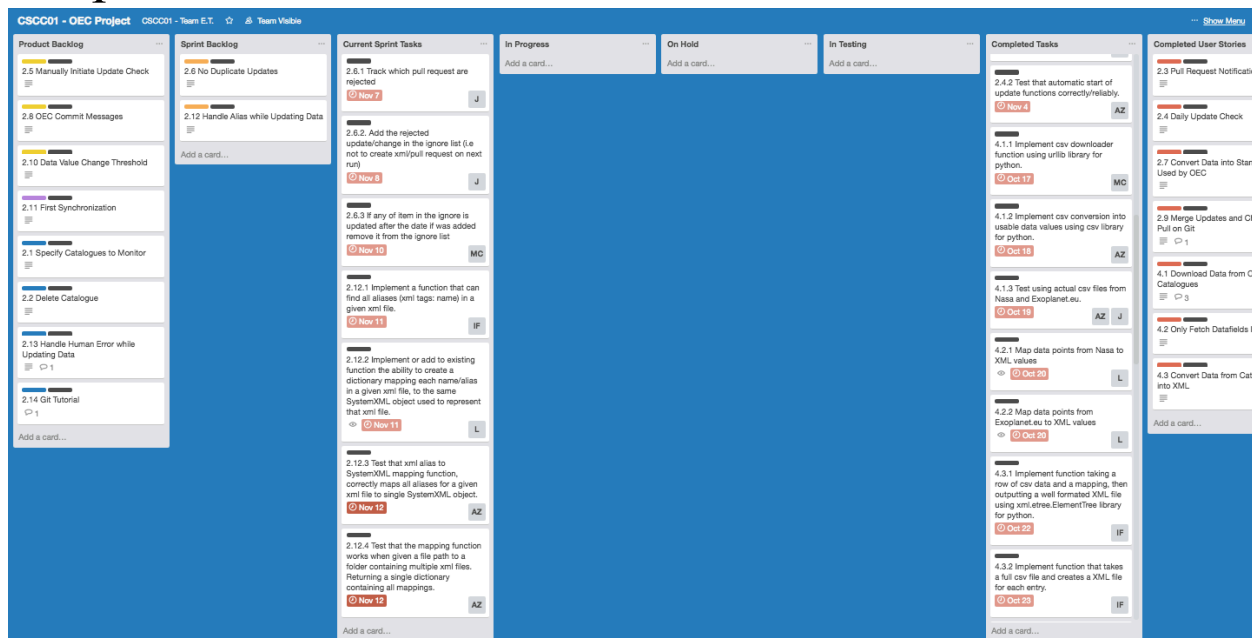 CSCC01 - OEC Project CSCC01 - Team E.T. Team Visible
... Show Menu
Product Backlog ...
2.5 Manually Initiate Update Check
2.8 OEC Commit Messages
2.10 Data Value Change Threshold
2.11 First Synchronization
2.1 Specify Catalogues to Monitor
2.2 Delete Catalogue
2.13 Handle Human Error while
Updating Data
1
2.14 Git Tutorial
1
Add a card...
Sprint Backlog ...
2.6 No Duplicate Updates
2.12 Handle Alias while Updating Data
Add a card...
Current Sprint Tasks ...
2.6.1 Track which pull request are
rejected
Nov 7
J
2.6.2. Add the rejected
update/change in the ignore list (i.e
not to create xml/pull request on next
run)
Nov 8
J
2.6.3 If any of item in the ignore is
updated after the date if was added
remove it from the ignore list
Nov 10
MC
2.12.1 Implement a function that can
find all aliases (xml tags: name) in a
given xml file.
Nov 11
IF
2.12.2 Implement or add to existing
function the ability to create a
dictionary mapping each name/alias
in a given xml file, to the same
SystemXML object used to represent
that xml file.
Nov 11
L
2.12.3 Test that xml alias to
SystemXML mapping function,
correctly maps all aliases for a given
xml file to single SystemXML object.
Nov 12
AZ
2.12.4 Test that the mapping function
works when given a file path to a
folder containing multiple xml files.
Returning a single dictionary
containing all mappings.
Nov 12
AZ
Add a card...
In Progress ...
Add a card...
On Hold ...
Add a card...
In Testing ...
Add a card...
Completed Tasks ...
2.4.2 Test that automatic start of
update functions correctly/reliably.
Nov 4
AZ
4.1.1 Implement csv downloader
function using urllib library for
python.
Oct 17
MC
4.1.2 Implement csv conversion into
usable data values using csv library
for python.
Oct 18
AZ
4.1.3 Test using actual csv files from
Nasa and Exoplanet.eu.
Oct 19
AZ J
4.2.1 Map data points from Nasa to
XML values
Oct 20
L
4.2.2 Map data points from
Exoplanet.eu to XML values
Oct 20
L
4.3.1 Implement function taking a
row of csv data and a mapping, then
outputting a well formated XML file
using xml.etree.ElementTree library
for python.
Oct 22
IF
4.3.2 Implement function that takes
a full csv file and creates a XML file
for each entry.
Oct 23
IF
Add a card...
Completed User Stories
2.3 Pull Request
2.4 Daily Update Check
2.7 Convert Data into
Used by OEC
2.9 Merge Updates and
Pull on Git
1
4.1 Download Data from
Catalogues
3
4.2 Only Fetch Datafields
4.3 Convert Data from
into XML
Add a card...